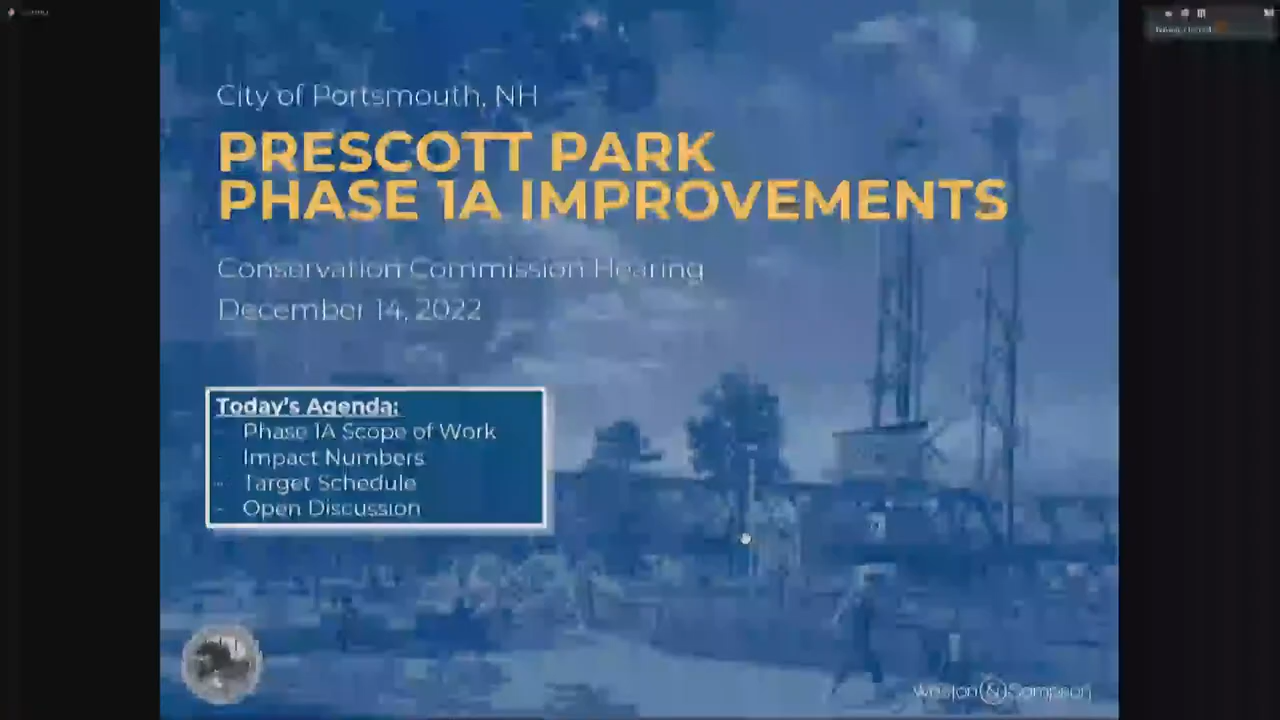 City of Portsmouth, NH
PRESCOTT PARK
PHASE 1A IMPROVEMENTS
Conservation Commission Hearing
December 14, 2022
Today's Agenda:
- Phase 1A Scope of Work
- Impact Numbers
- Target Schedule
- Open Discussion
Weston & Sampson